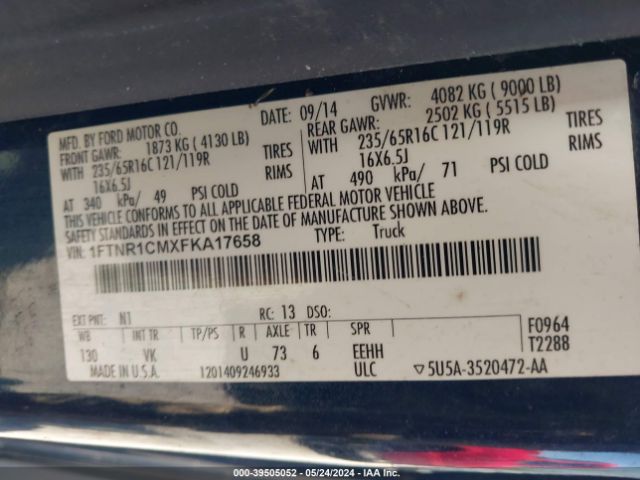 MFD. BY FORD MOTOR CO. DATE: 09/14 GVWR: 4082 KG ( 9000 LB)
FRONT GAWR: 1873 KG ( 4130 LB) REAR GAWR: 2502 KG ( 5515 LB)
WITH 235/65R16C 121/119R TIRES WITH 235/65R16C 121/119R TIRES
16X6.5J RIMS 16X6.5J RIMS
AT 340 kPa/ 49 PSI COLD AT 490 kPa/ 71 PSI COLD
THIS VEHICLE CONFORMS TO ALL APPLICABLE FEDERAL MOTOR VEHICLE
SAFETY STANDARDS IN EFFECT ON THE DATE OF MANUFACTURE SHOWN ABOVE.
VIN: 1FTNR1CMXFKA17658 TYPE: Truck
EXT PNT: N1 RC: 13 DSO:
WB INT TR TP/PS R AXLE TR SPR F0964
130 VK U 73 6 EEHH T2288
MADE IN U.S.A. 1201409246933 ULC ▽5U5A-3520472-AA
000-39505052 - 05/24/2024 - IAA Inc.